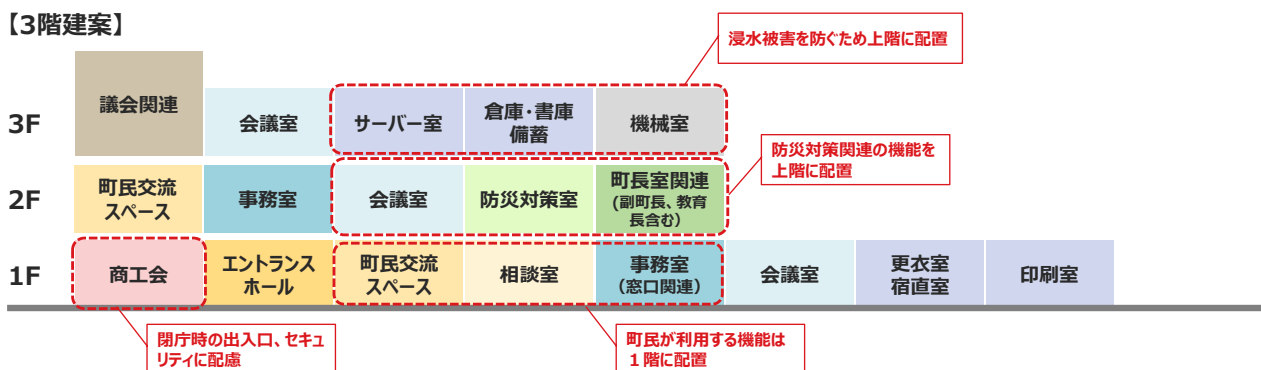 【3階建案】
浸水被害を防ぐため上階に配置
3F
議会関連
会議室
サーバー室
倉庫・書庫
備蓄
機械室
防災対策関連の機能を
上階に配置
2F
町民交流
スペース
事務室
会議室
防災対策室
町長室関連
(副町長、教育
長含む)
1F
商工会
エントランス
ホール
町民交流
スペース
相談室
事務室
(窓口関連)
会議室
更衣室
宿直室
印刷室
閉庁時の出入口、セキュ
リティに配慮
町民が利用する機能は
1階に配置